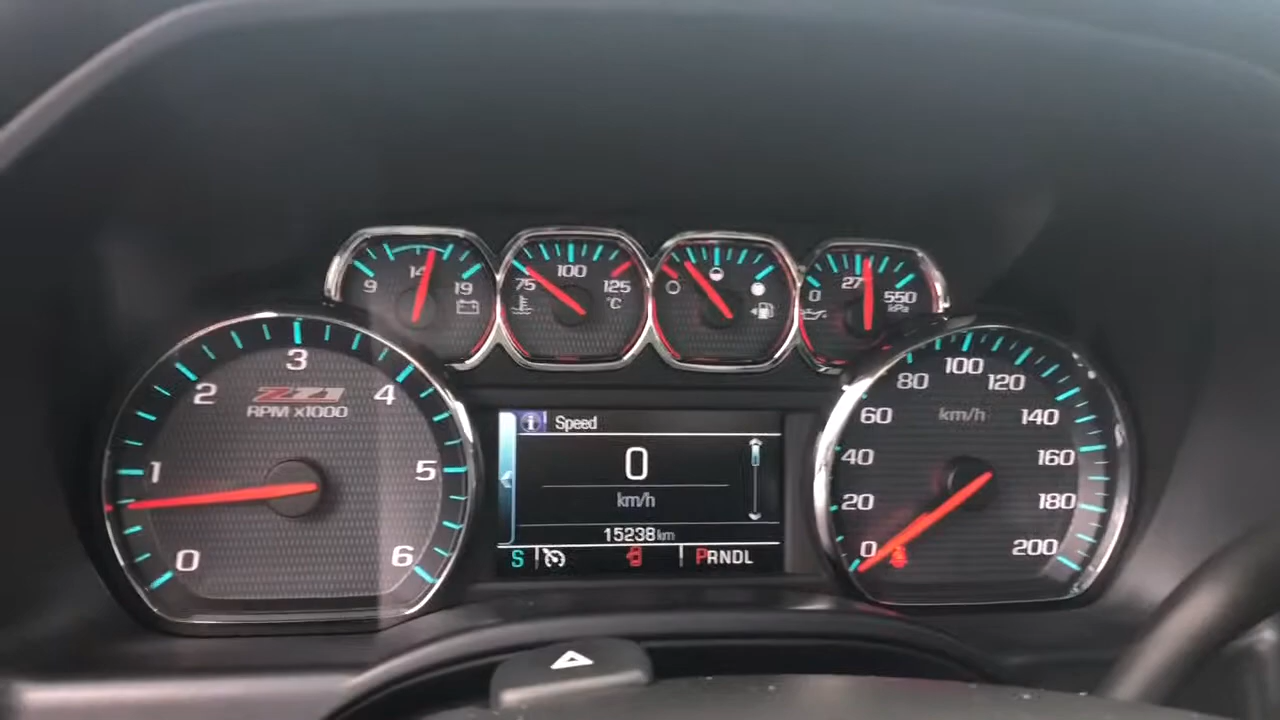 9 14 19
75 100 125 °C
0 27 550 kPa
0 1 2 3 4 5 6
Z71
RPM x1000
Speed
0
km/h
15238 km
S PRNDL
0 20 40 60 80 100 120 140 160 180 200
km/h